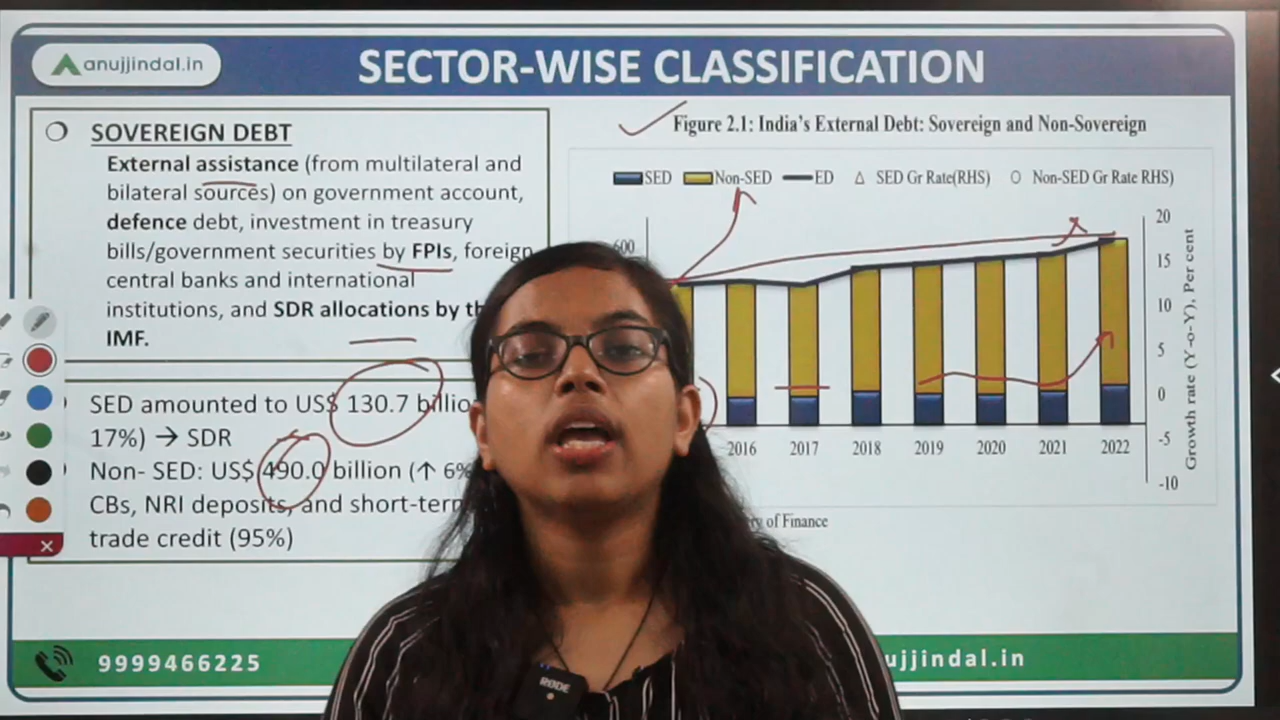 anujjindal.in
SECTOR-WISE CLASSIFICATION
SOVEREIGN DEBT
External assistance (from multilateral and
bilateral sources) on government account,
defence debt, investment in treasury
bills/government securities by FPIs, foreign
central banks and international
institutions, and SDR allocations by
IMF.
SED amounted to US$ 130.7
17%) → SDR
Non- SED: US$ 490.0 billion (↑ 6%
CBs, NRI deposits, and short-term
trade credit (95%)
Figure 2.1: India's External Debt: Sovereign and Non-Sovereign
SED Non-SED ED SED Gr Rate(RHS) Non-SED Gr Rate RHS)
600
20
15
10
5
0
-5
-10
Growth rate (Y-o-Y), Per cent
2016 2017 2018 2019 2020 2021 2022
of Finance
9999466225
ujjindal.in
RØDE